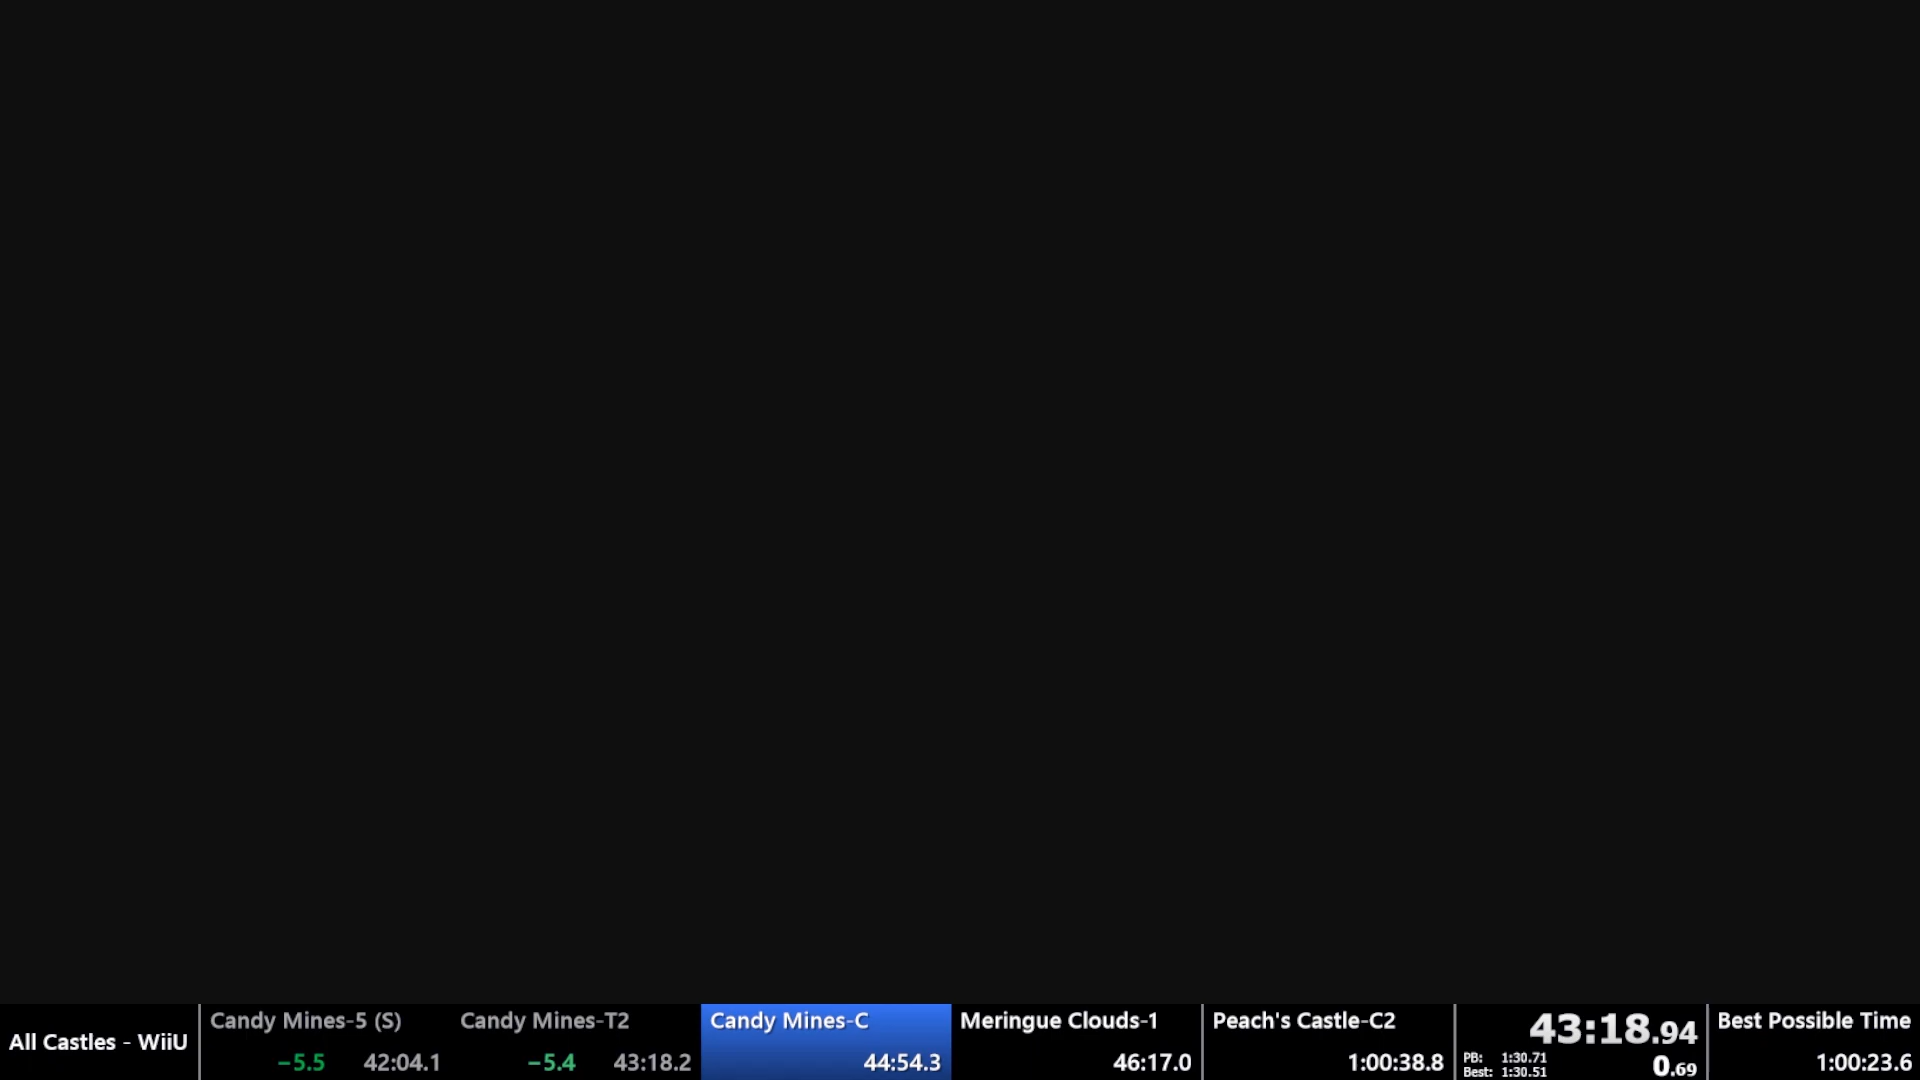 All Castles - WiiU
Candy Mines-5 (S)
−5.5 42:04.1
Candy Mines-T2
−5.4 43:18.2
Candy Mines-C
44:54.3
Meringue Clouds-1
46:17.0
Peach's Castle-C2
1:00:38.8
43:18.94
PB: 1:30.71
Best: 1:30.51
0.69
Best Possible Time
1:00:23.6